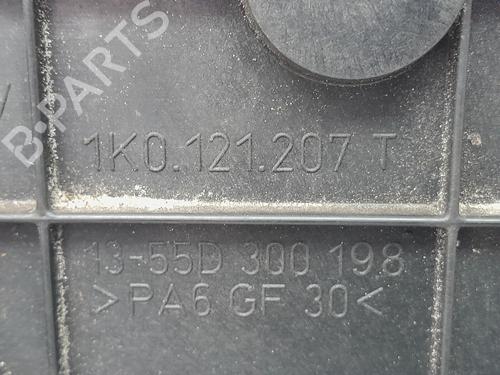 B-PARTS
1K0.121.207 T
13-55D 300 198
>PA6 GF 30<